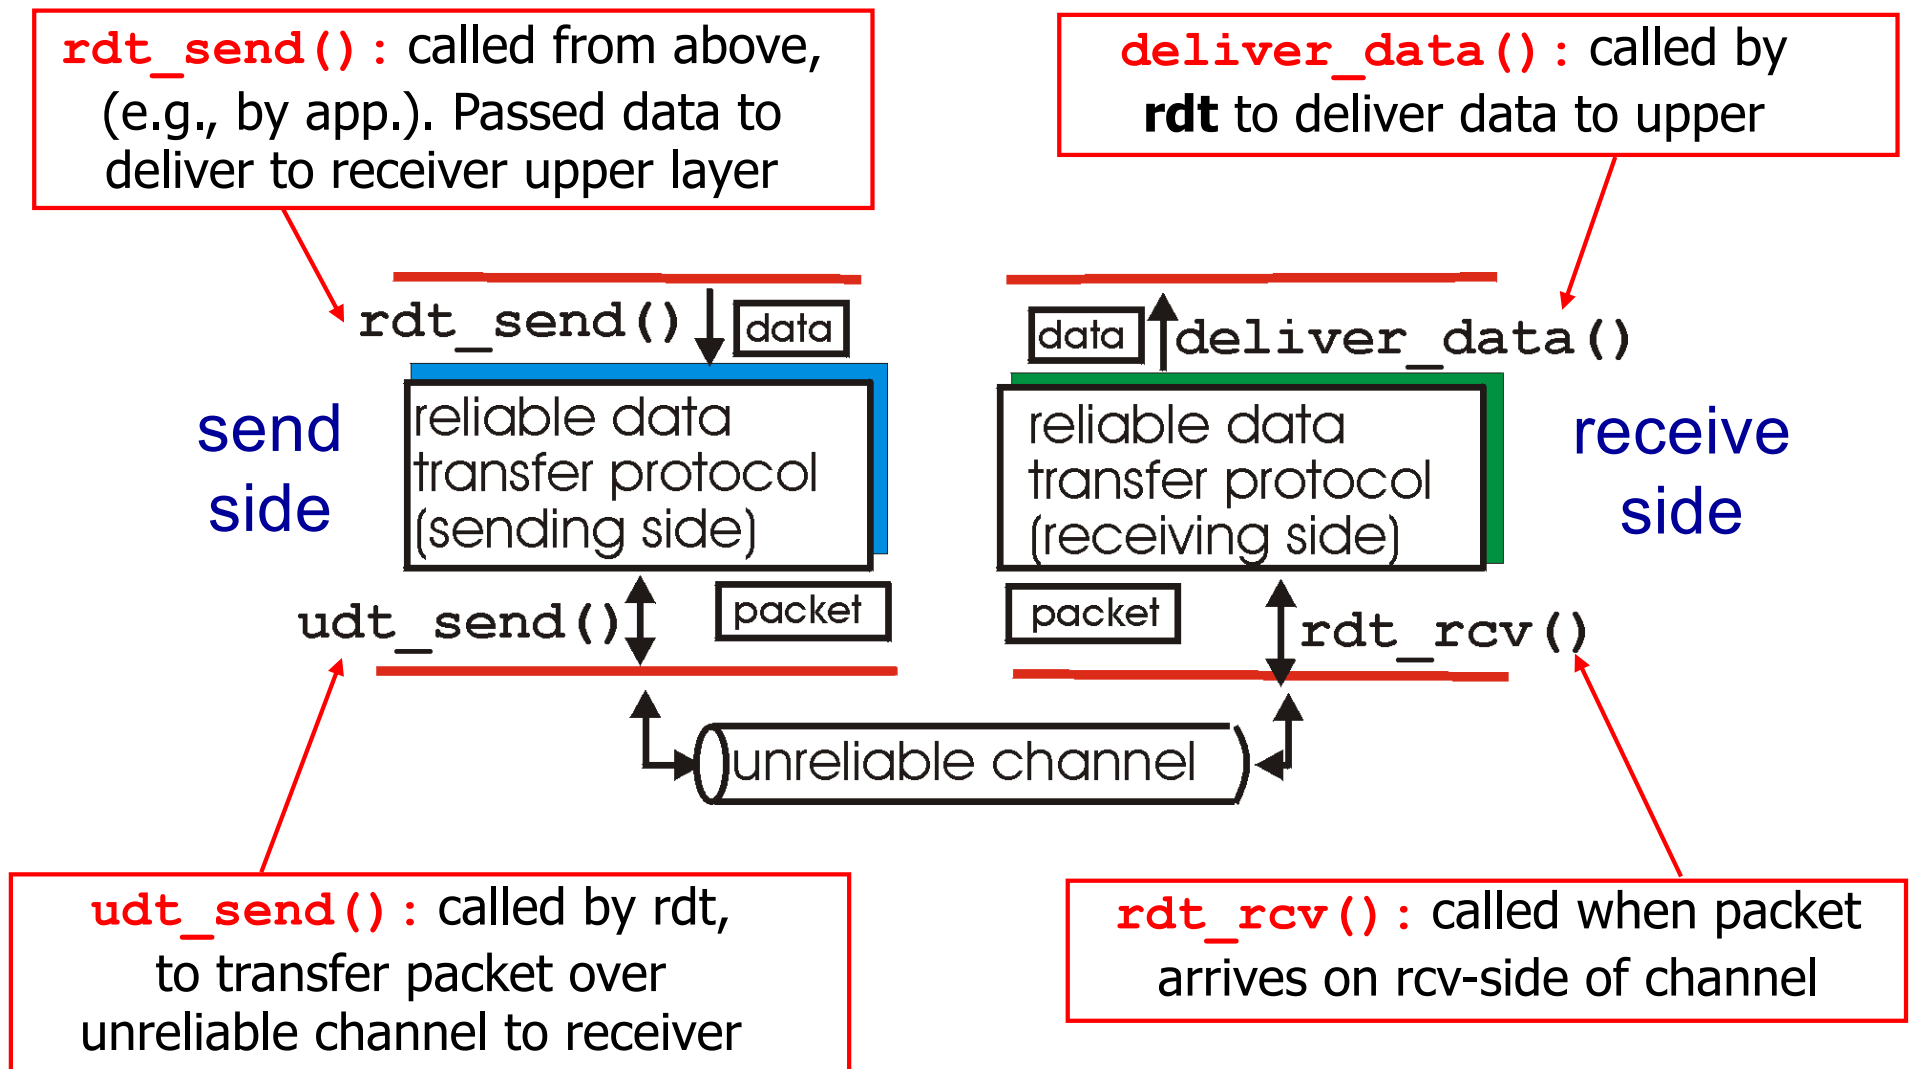 rdt_send(): called from above,
(e.g., by app.). Passed data to
deliver to receiver upper layer
deliver_data(): called by
rdt to deliver data to upper
rdt_send()
data
data
deliver_data()
send
side
reliable data
transfer protocol
(sending side)
reliable data
transfer protocol
(receiving side)
receive
side
udt_send()
packet
packet
rdt_rcv()
unreliable channel
udt_send(): called by rdt,
to transfer packet over
unreliable channel to receiver
rdt_rcv(): called when packet
arrives on rcv-side of channel